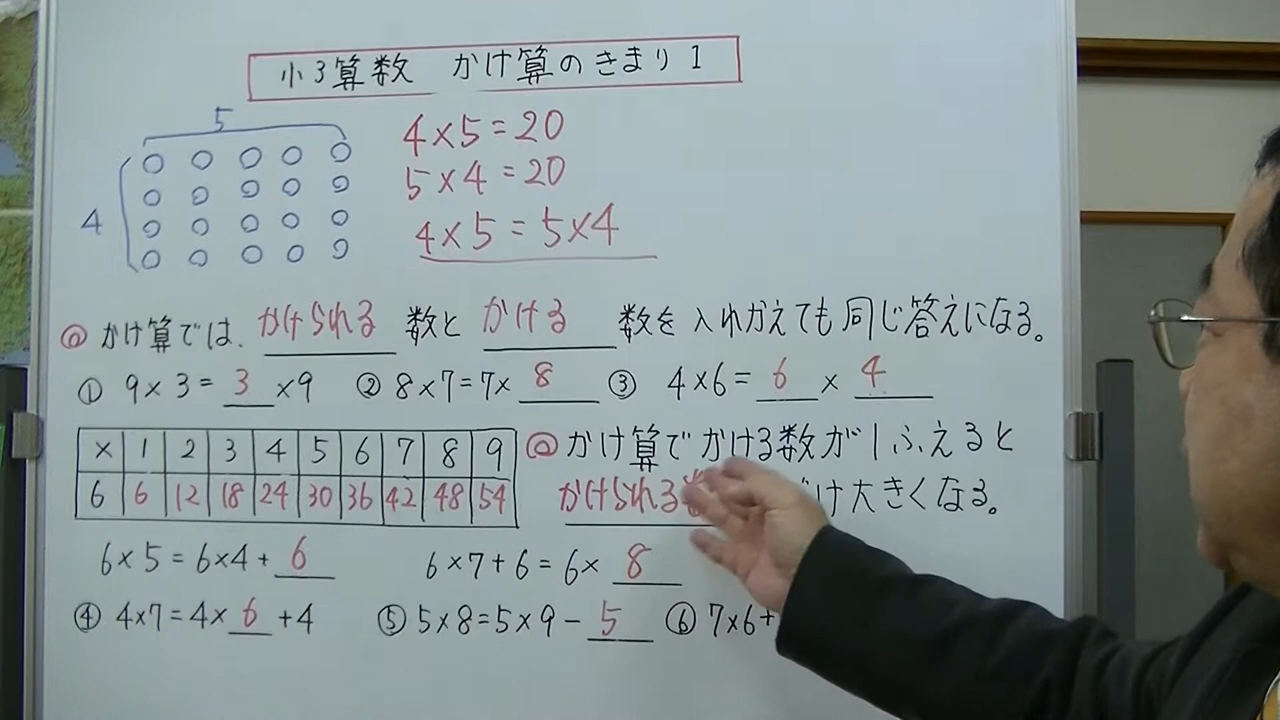 小3算数 かけ算のきまり1
5
4
4×5=20
5×4=20
4×5=5×4
@かけ算では、かけられる数とかける数を入れかえても同じ答えになる。
① 9×3=3×9 ② 8×7=7×8 ③ 4×6=6×4
× 1 2 3 4 5 6 7 8 9
6 6 12 18 24 30 36 42 48 54
@かけ算でかける数が1ふえると
かけられる け大きくなる。
6×5=6×4+6 6×7+6=6×8
④ 4×7=4×6+4 ⑤ 5×8=5×9-5 ⑥ 7×6+